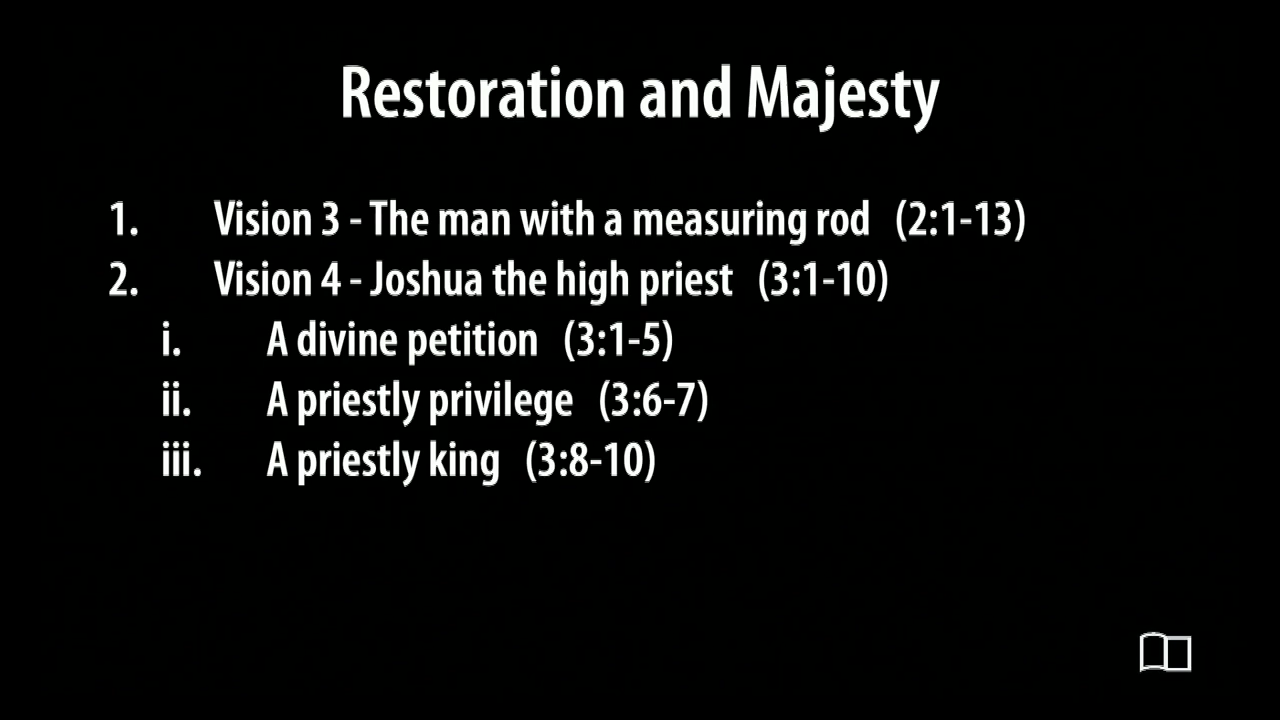 Restoration and Majesty
1. Vision 3 - The man with a measuring rod (2:1-13)
2. Vision 4 - Joshua the high priest (3:1-10)
i. A divine petition (3:1-5)
ii. A priestly privilege (3:6-7)
iii. A priestly king (3:8-10)